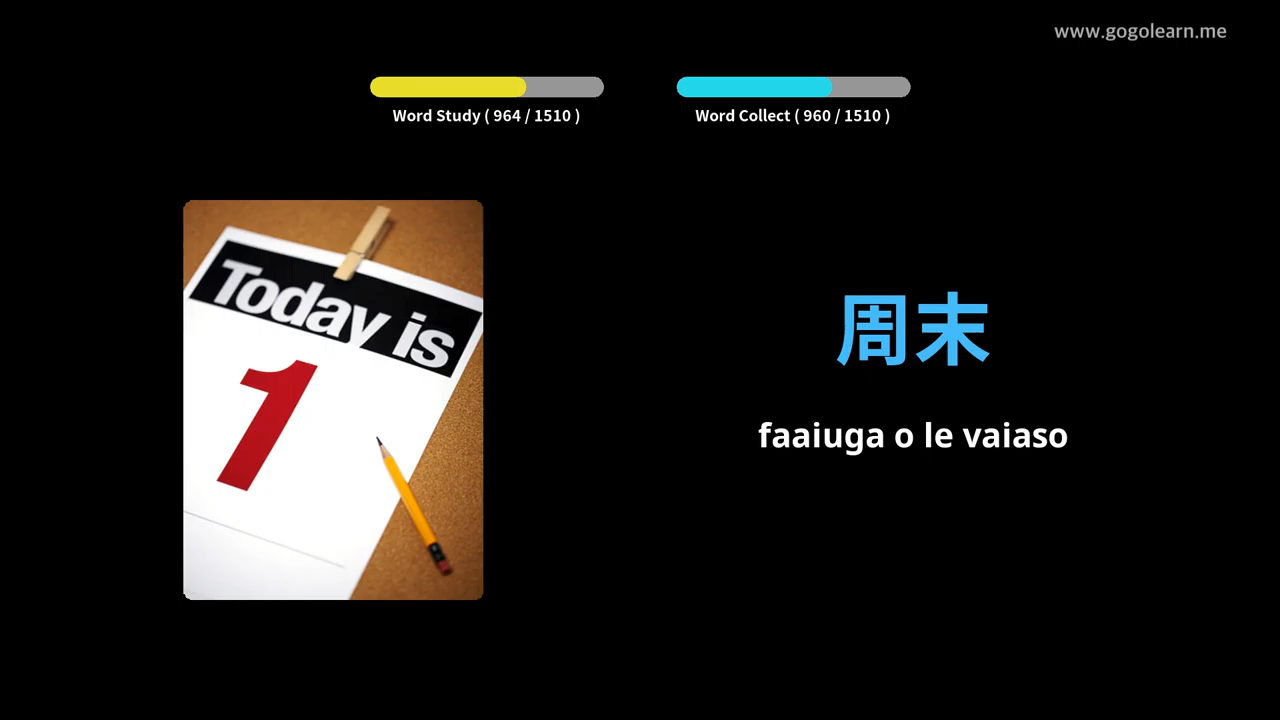 www.gogolearn.me
Word Study ( 964 / 1510 )
Word Collect ( 960 / 1510 )
Today is
1
周末
faaiuga o le vaiaso